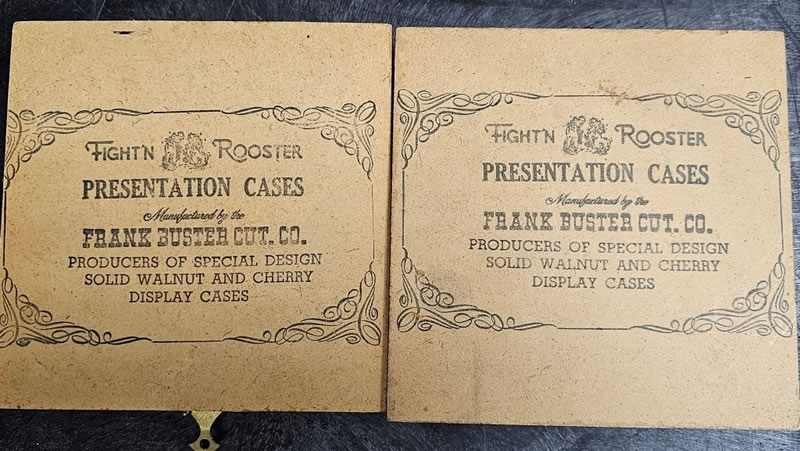 FIGHT'N ROOSTER
PRESENTATION CASES
Manufactured by the
FRANK BUSTER CUT. CO.
PRODUCERS OF SPECIAL DESIGN
SOLID WALNUT AND CHERRY
DISPLAY CASES
FIGHT'N ROOSTER
PRESENTATION CASES
Manufactured by the
FRANK BUSTER CUT. CO.
PRODUCERS OF SPECIAL DESIGN
SOLID WALNUT AND CHERRY
DISPLAY CASES